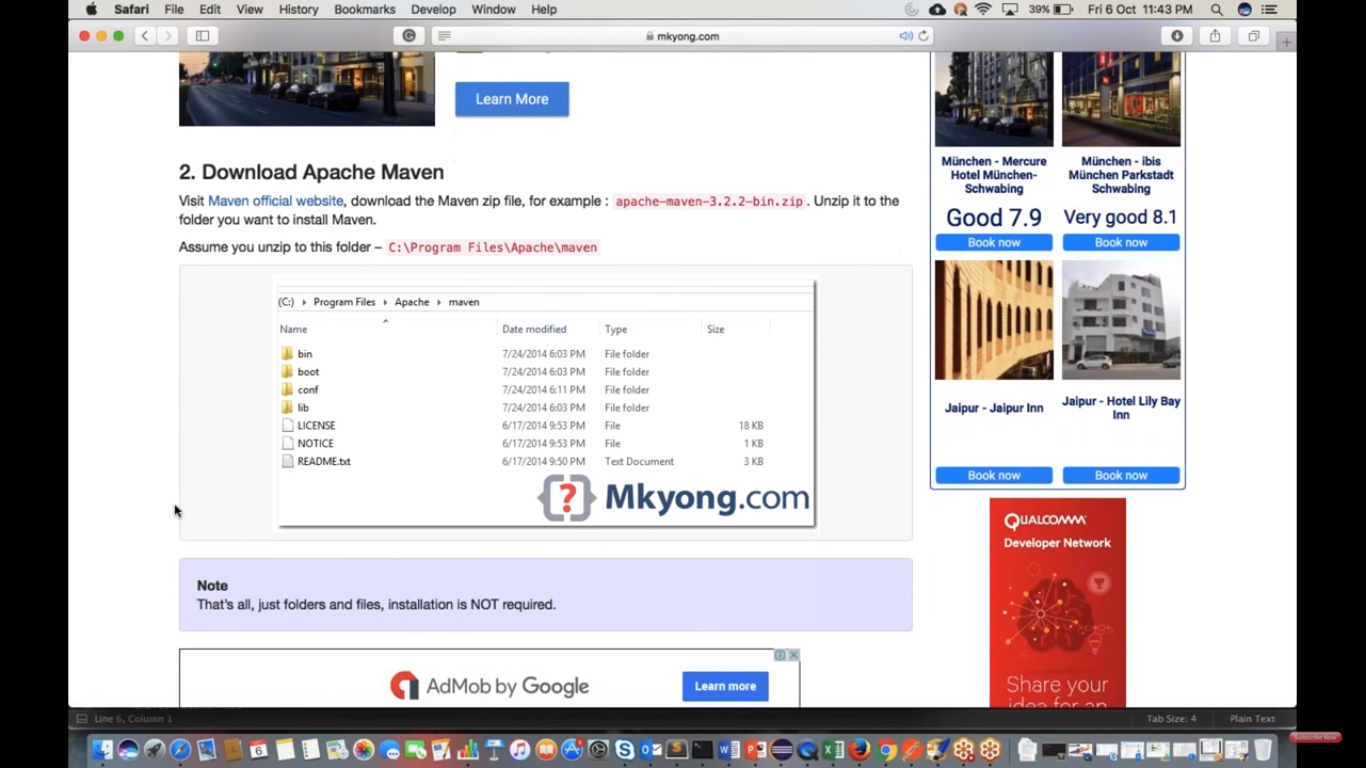 Safari File Edit View History Bookmarks Develop Window Help 39% Fri 6 Oct 11:43 PM
mkyong.com
Learn More
2. Download Apache Maven
Visit Maven official website, download the Maven zip file, for example : apache-maven-3.2.2-bin.zip. Unzip it to the
folder you want to install Maven.
Assume you unzip to this folder – C:\Program Files\Apache\maven
(C:) Program Files Apache maven
Name Date modified Type Size
bin 7/24/2014 6:03 PM File folder
boot 7/24/2014 6:03 PM File folder
conf 7/24/2014 6:11 PM File folder
lib 7/24/2014 6:03 PM File folder
LICENSE 6/17/2014 9:53 PM File 18 KB
NOTICE 6/17/2014 9:53 PM File 1 KB
README.txt 6/17/2014 9:50 PM Text Document 3 KB
{?} Mkyong.com
Note
That's all, just folders and files, installation is NOT required.
AdMob by Google
Learn more
München - Mercure
Hotel München-
Schwabing
Good 7.9
Book now
München - ibis
München Parkstadt
Schwabing
Very good 8.1
Book now
Jaipur - Jaipur Inn
Book now
Jaipur - Hotel Lily Bay
Inn
Book now
QUALCOMM
Developer Network
Share your
idea for an
Line 6, Column 1
Tab Size: 4
Plain Text
Subscribe Now